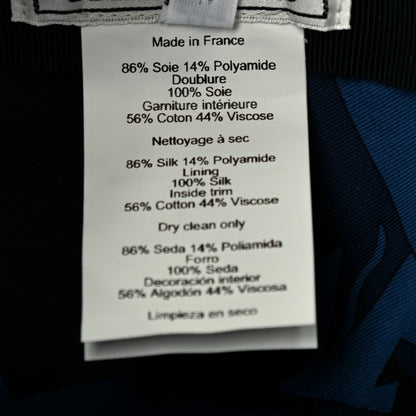 Made in France
86% Soie 14% Polyamide
Doublure
100% Soie
Garniture intérieure
56% Coton 44% Viscose
Nettoyage à sec
86% Silk 14% Polyamide
Lining
100% Silk
Inside trim
56% Cotton 44% Viscose
Dry clean only
86% Seda 14% Poliamida
Forro
100% Seda
Decoración interior
56% Algodón 44% Viscosa
Limpieza en seco